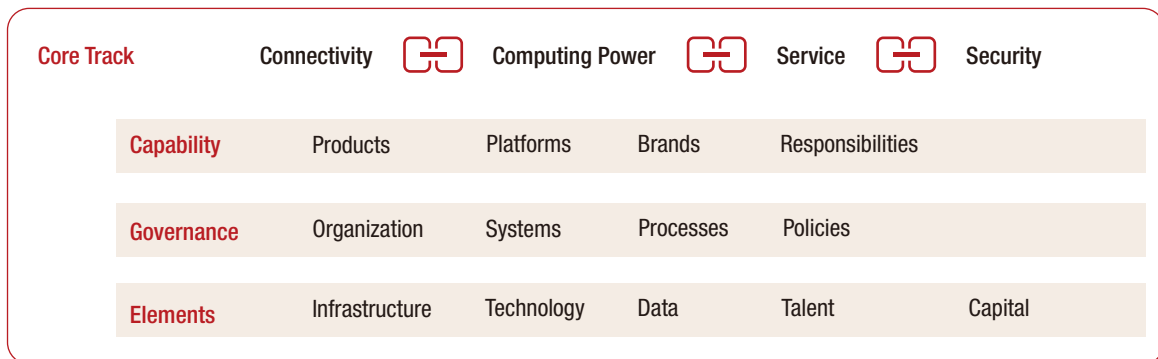 Core Track Connectivity Computing Power Service Security
Capability Products Platforms Brands Responsibilities
Governance Organization Systems Processes Policies
Elements Infrastructure Technology Data Talent Capital